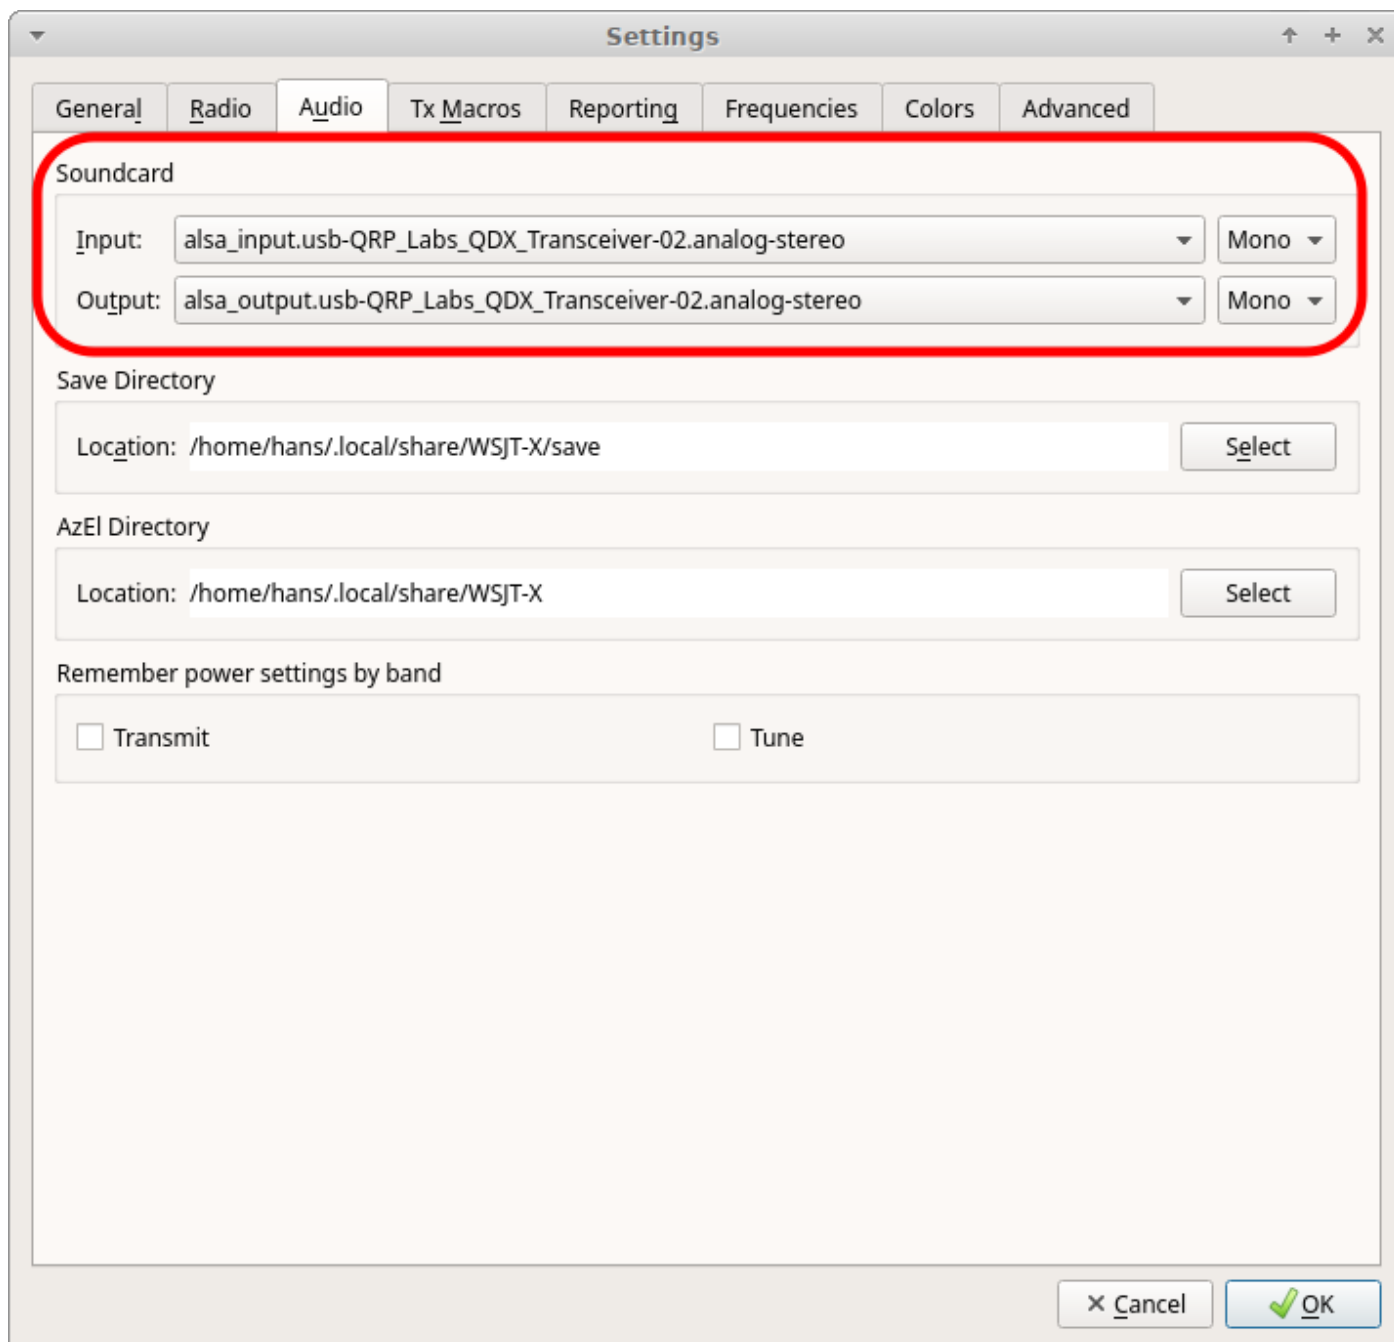 Settings
General Radio Audio Tx Macros Reporting Frequencies Colors Advanced
Soundcard
Input: alsa_input.usb-QRP_Labs_QDX_Transceiver-02.analog-stereo Mono
Output: alsa_output.usb-QRP_Labs_QDX_Transceiver-02.analog-stereo Mono
Save Directory
Location: /home/hans/.local/share/WSJT-X/save Select
AzEl Directory
Location: /home/hans/.local/share/WSJT-X Select
Remember power settings by band
Transmit Tune
Cancel OK